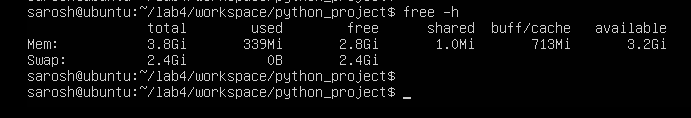 sarosh@ubuntu:~/lab4/workspace/python_project$ free -h
total used free shared buff/cache available
Mem: 3.8Gi 339Mi 2.8Gi 1.0Mi 713Mi 3.2Gi
Swap: 2.4Gi 0B 2.4Gi
sarosh@ubuntu:~/lab4/workspace/python_project$
sarosh@ubuntu:~/lab4/workspace/python_project$ _